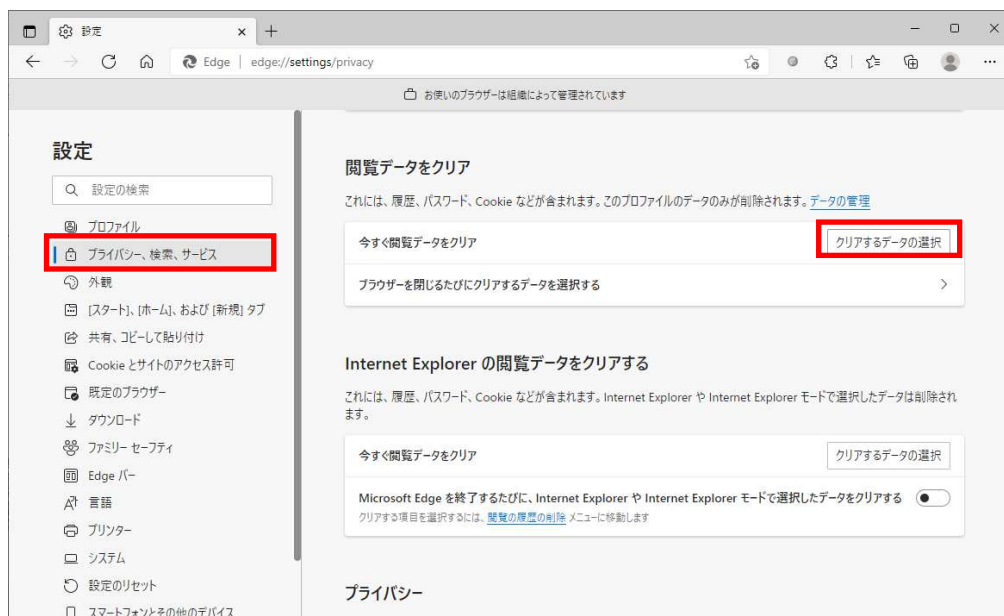 設定
Edge
edge://settings/privacy
お使いのブラウザーは組織によって管理されています
設定
設定の検索
プロファイル
プライバシー、検索、サービス
外観
[スタート]、[ホーム]、および [新規] タブ
共有、コピーして貼り付け
Cookie とサイトのアクセス許可
既定のブラウザー
ダウンロード
ファミリー セーフティ
Edge バー
言語
プリンター
システム
設定のリセット
スマートフォンとその他のデバイス
閲覧データをクリア
これには、履歴、パスワード、Cookie などが含まれます。このプロファイルのデータのみが削除されます。データの管理
今すぐ閲覧データをクリア
クリアするデータの選択
ブラウザーを閉じるたびにクリアするデータを選択する
Internet Explorer の閲覧データをクリアする
これには、履歴、パスワード、Cookie などが含まれます。Internet Explorer や Internet Explorer モードで選択したデータは削除され
ます。
今すぐ閲覧データをクリア
クリアするデータの選択
Microsoft Edge を終了するたびに、Internet Explorer や Internet Explorer モードで選択したデータをクリアする
クリアする項目を選択するには、閲覧の履歴の削除 メニューに移動します
プライバシー